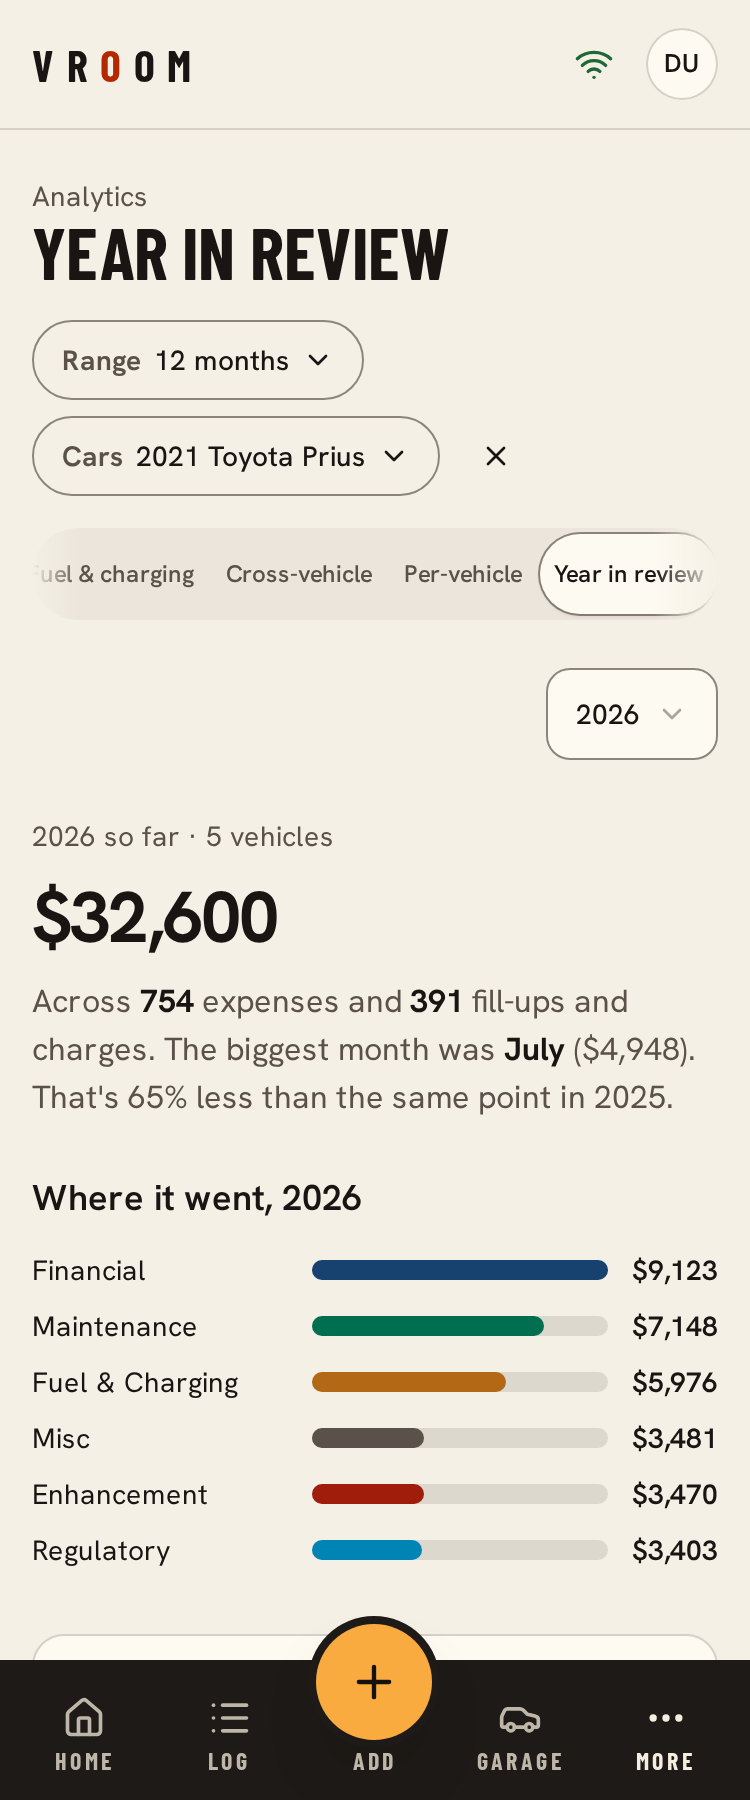 VROOM
DU
Analytics
YEAR IN REVIEW
Range 12 months
Cars 2021 Toyota Prius
Fuel & charging Cross-vehicle Per-vehicle Year in review
2026
2026 so far · 5 vehicles
$32,600
Across 754 expenses and 391 fill-ups and
charges. The biggest month was July ($4,948).
That's 65% less than the same point in 2025.
Where it went, 2026
Financial $9,123
Maintenance $7,148
Fuel & Charging $5,976
Misc $3,481
Enhancement $3,470
Regulatory $3,403
HOME LOG ADD GARAGE MORE